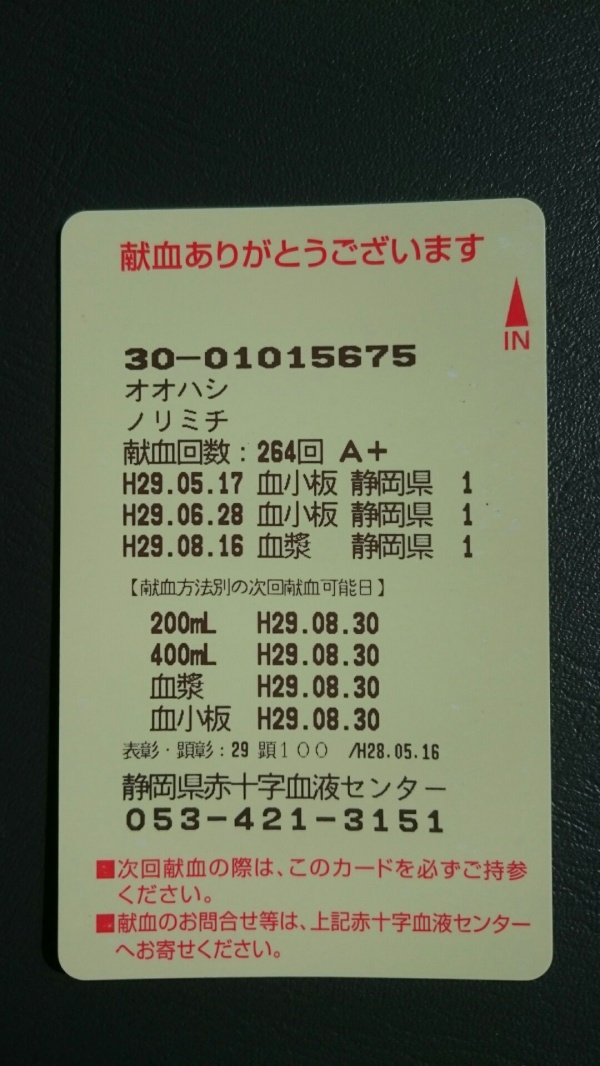 献血ありがとうございます
IN
30-01015675
オオハシ
ノリミチ
献血回数：264回 A+
H29.05.17 血小板 静岡県 1
H29.06.28 血小板 静岡県 1
H29.08.16 血漿 静岡県 1
【献血方法別の次回献血可能日】
200mL H29.08.30
400mL H29.08.30
血漿 H29.08.30
血小板 H29.08.30
表彰・顕彰：29 顕100 /H28.05.16
静岡県赤十字血液センター
053-421-3151
■次回献血の際は、このカードを必ずご持参
ください。
■献血のお問合せ等は、上記赤十字血液センター
へお寄せください。